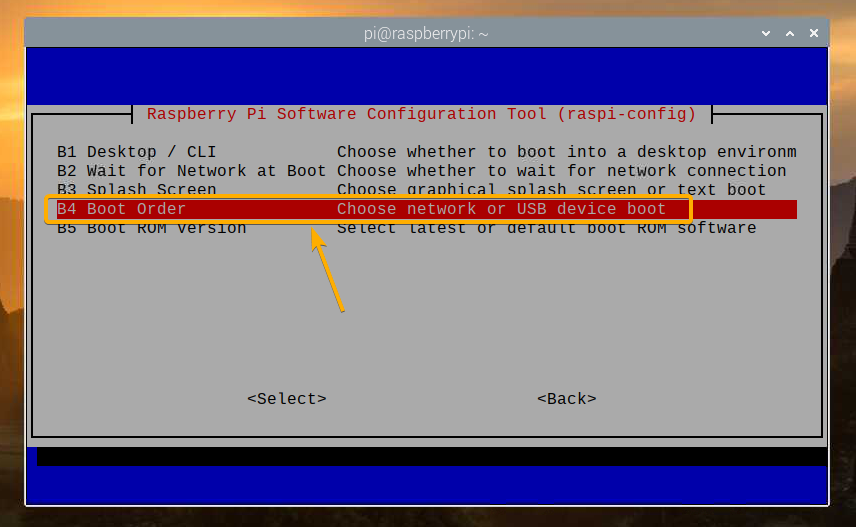 pi@raspberrypi: ~
Raspberry Pi Software Configuration Tool (raspi-config)
B1 Desktop / CLI Choose whether to boot into a desktop environm
B2 Wait for Network at Boot Choose whether to wait for network connection
B3 Splash Screen Choose graphical splash screen or text boot
B4 Boot Order Choose network or USB device boot
B5 Boot ROM Version Select latest or default boot ROM software
<Select> <Back>